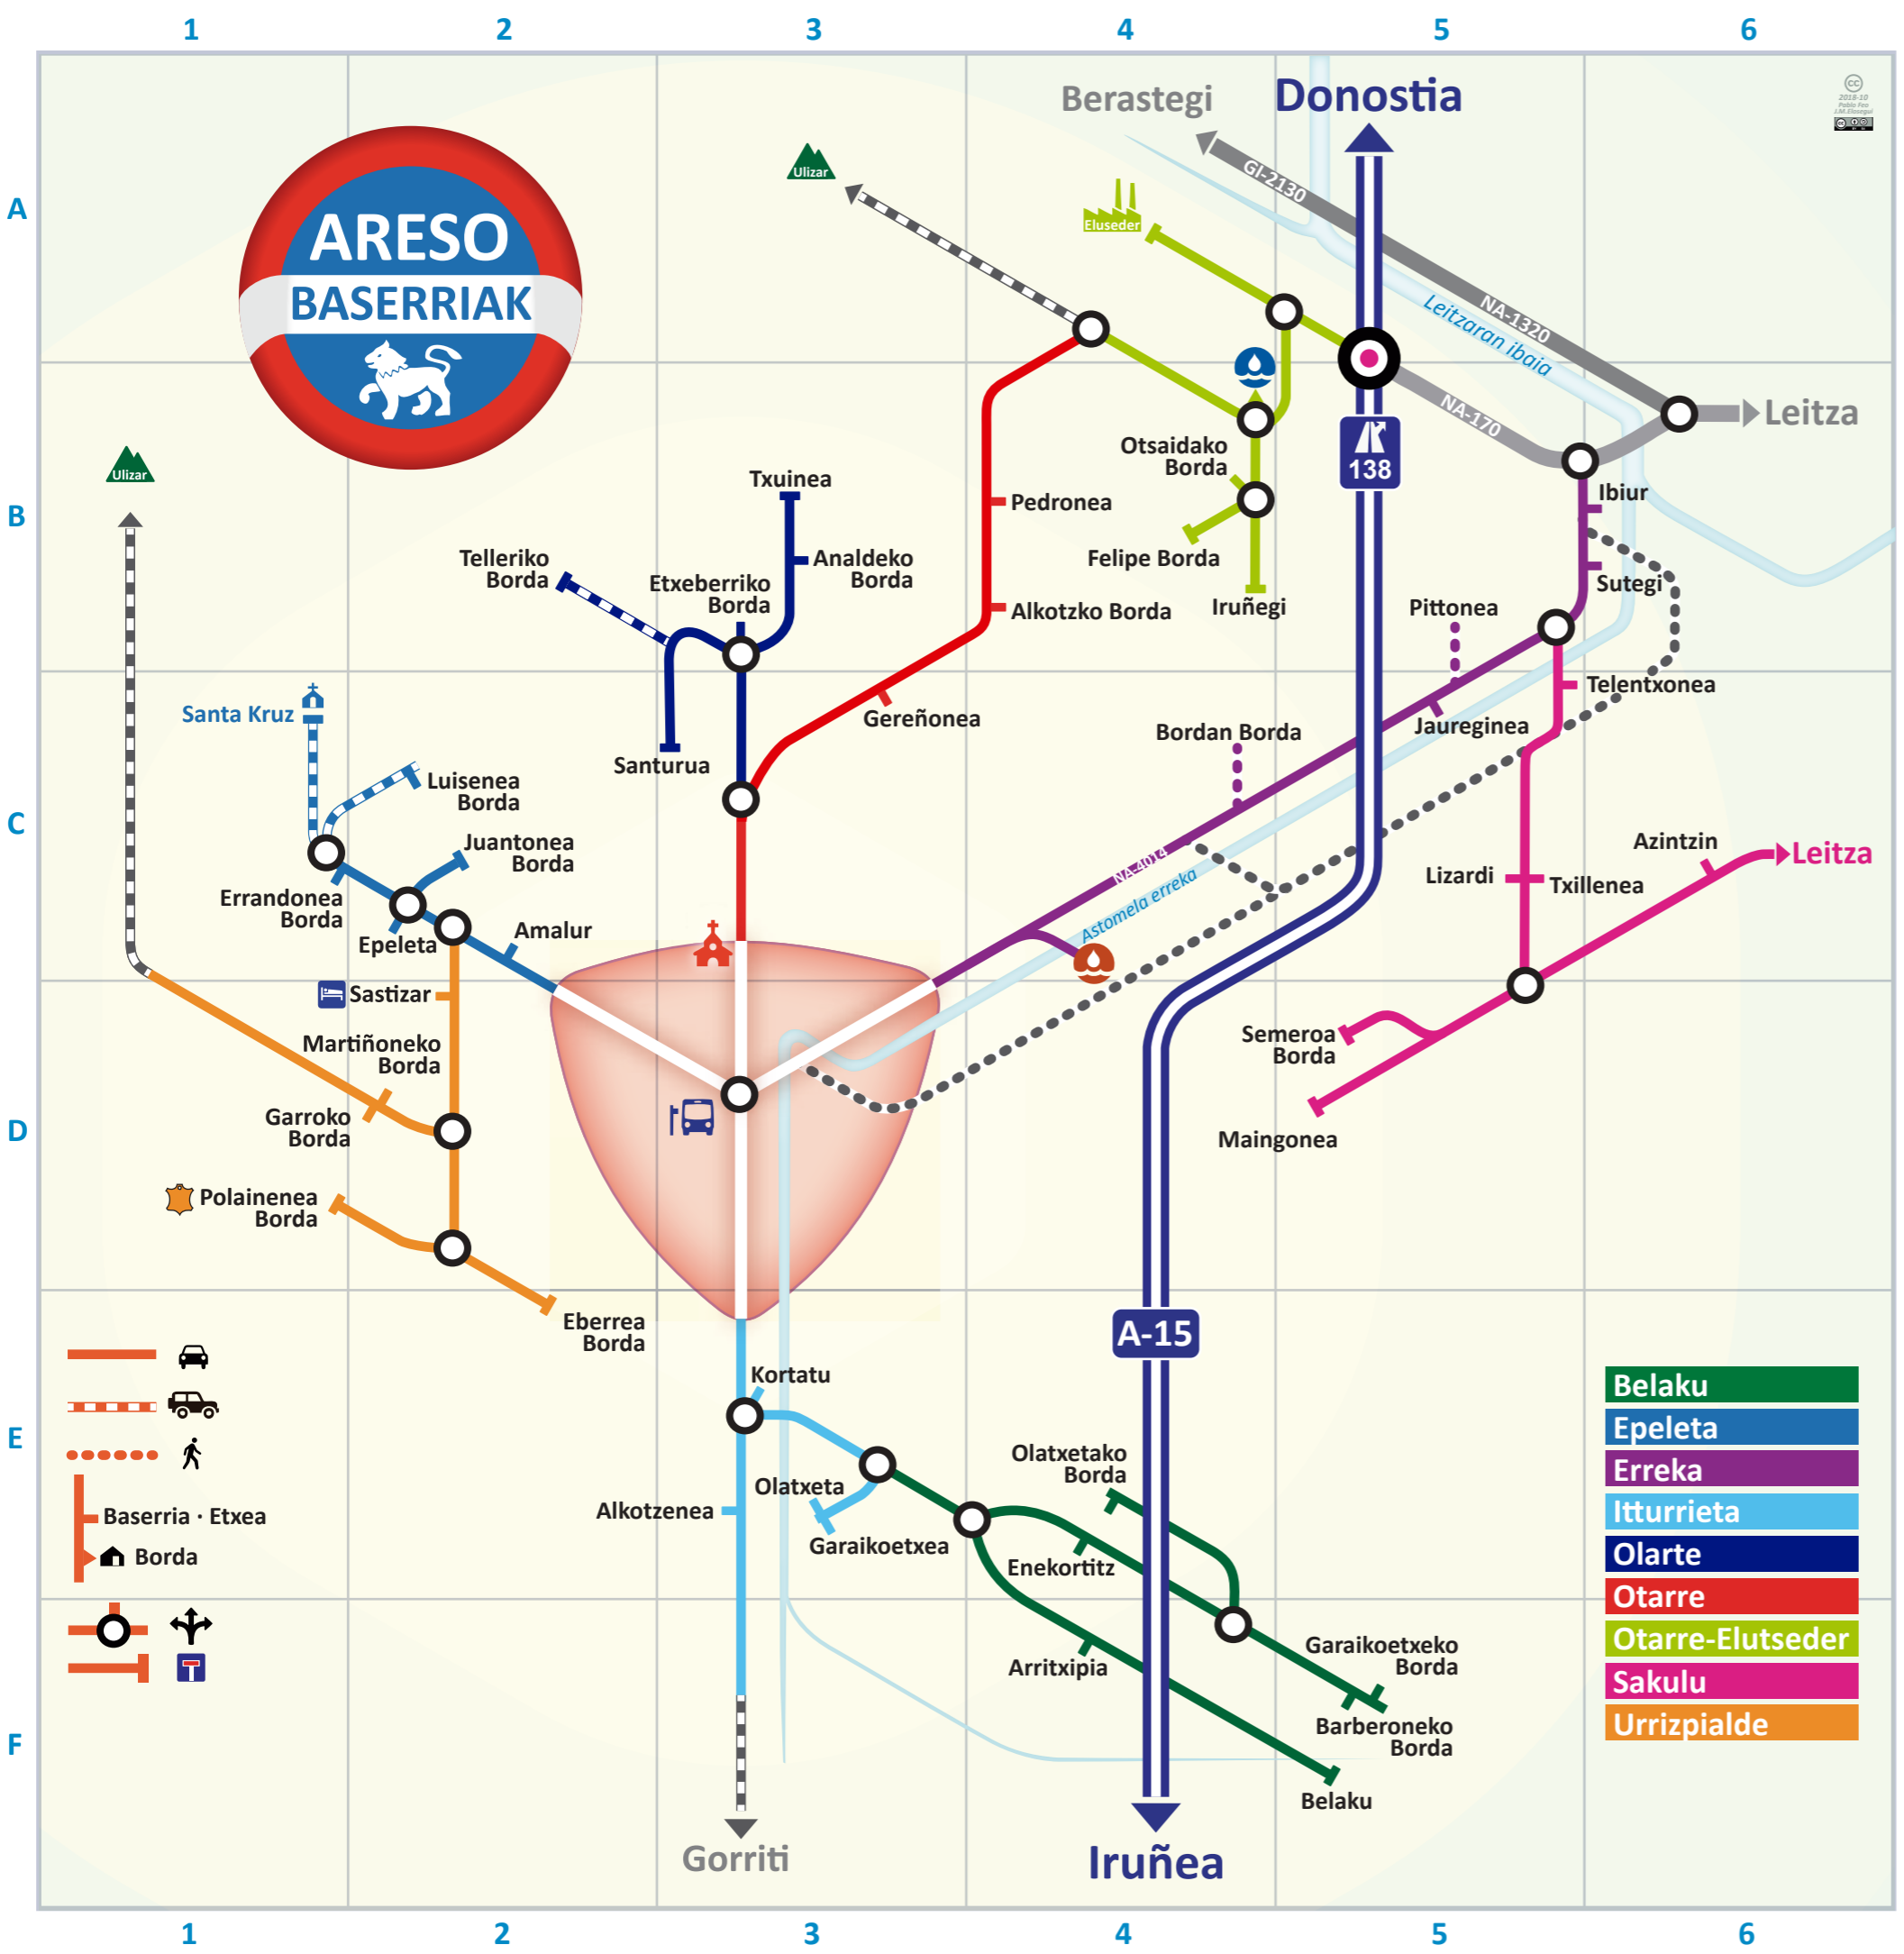 1 2 3 4 5 6
Berastegi
Donostia
2018-10
Pablo Feo
J.M.Elosegui
Ulizar
Eluseder
GI-2130
A
ARESO
BASERRIAK
NA-1320
Leitzaran ibaia
NA-170
Leitza
138
Otsaidako
Borda
Ulizar
Txuinea
Pedronea
Ibiur
B
Telleriko
Borda
Analdeko
Borda
Etxeberriko
Borda
Felipe Borda
Sutegi
Alkotzko Borda
Iruñegi
Pittonea
Santa Kruz
Gereñonea
Telentxonea
Jaureginea
Bordan Borda
Santurua
Luisenea
Borda
C
Juantonea
Borda
NA-4014
Azintzin
Leitza
Errandonea
Borda
Lizardi
Txillenea
Astomela erreka
Epeleta
Amalur
Sastizar
Martiñoneko
Borda
Semeroa
Borda
Garroko
Borda
D
Maingonea
Polainenea
Borda
Eberrea
Borda
A-15
Kortatu
Belaku
Epeleta
E
Olatxetako
Borda
Erreka
Olatxeta
Alkotzenea
Itturrieta
Baserria · Etxea
Garaikoetxea
Borda
Enekortitz
Olarte
Otarre
Otarre-Elutseder
Garaikoetxeko
Borda
Arritxipia
Sakulu
Urrizpialde
Barberoneko
Borda
F
Belaku
Gorriti
Iruñea
1 2 3 4 5 6